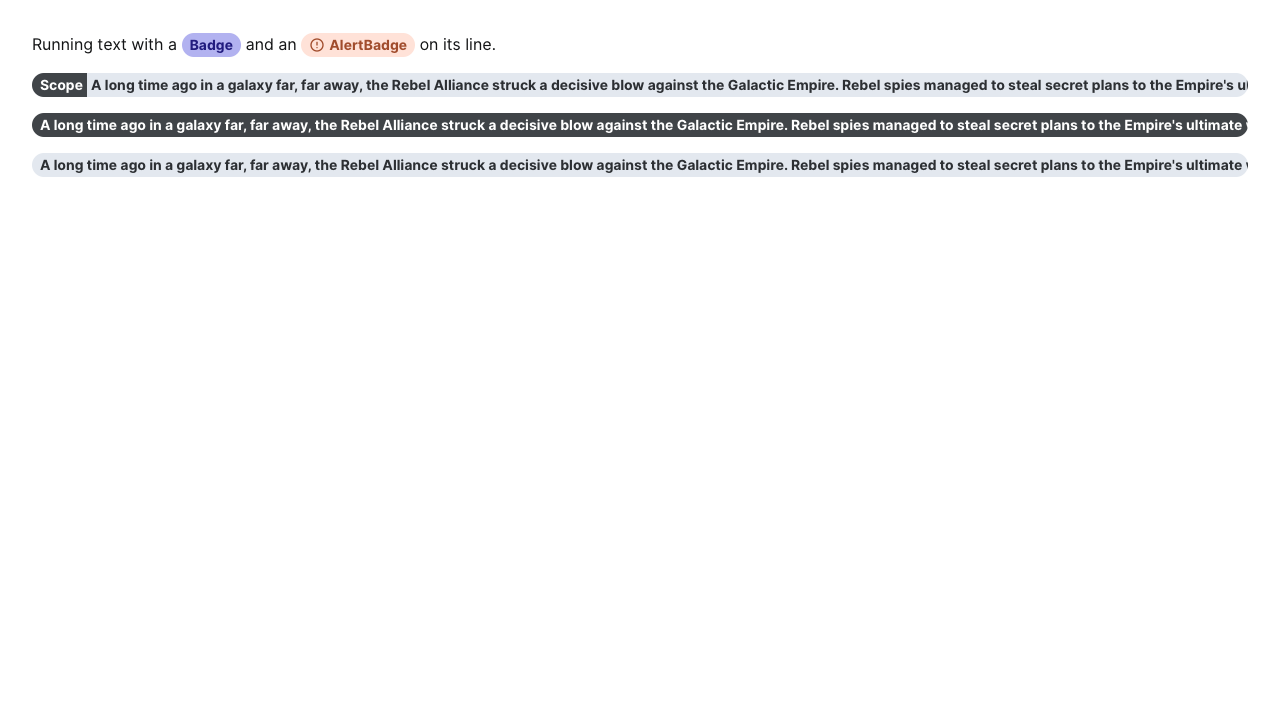 Running text with a Badge and an AlertBadge on its line.
Scope A long time ago in a galaxy far, far away, the Rebel Alliance struck a decisive blow against the Galactic Empire. Rebel spies managed to steal secret plans to the Empire's
A long time ago in a galaxy far, far away, the Rebel Alliance struck a decisive blow against the Galactic Empire. Rebel spies managed to steal secret plans to the Empire's ultimate
A long time ago in a galaxy far, far away, the Rebel Alliance struck a decisive blow against the Galactic Empire. Rebel spies managed to steal secret plans to the Empire's ultimate